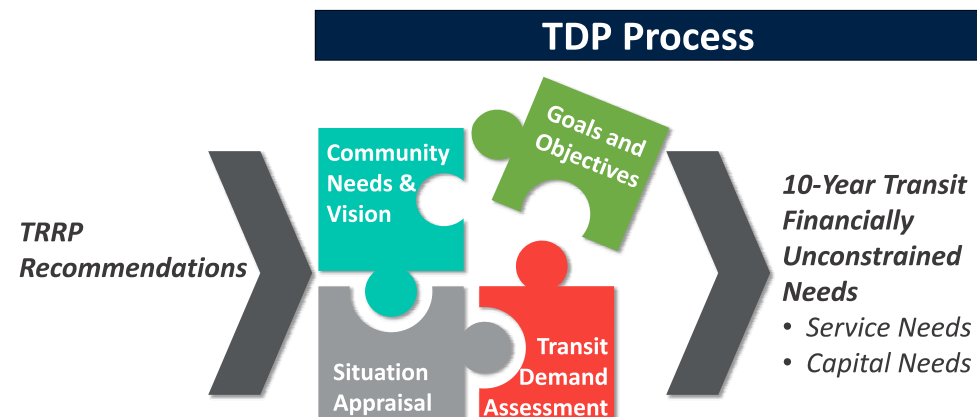 TDP Process
TRRP
Recommendations
Community
Needs &
Vision
Goals and
Objectives
Situation
Appraisal
Transit
Demand
Assessment
10-Year Transit
Financially
Unconstrained
Needs
• Service Needs
• Capital Needs